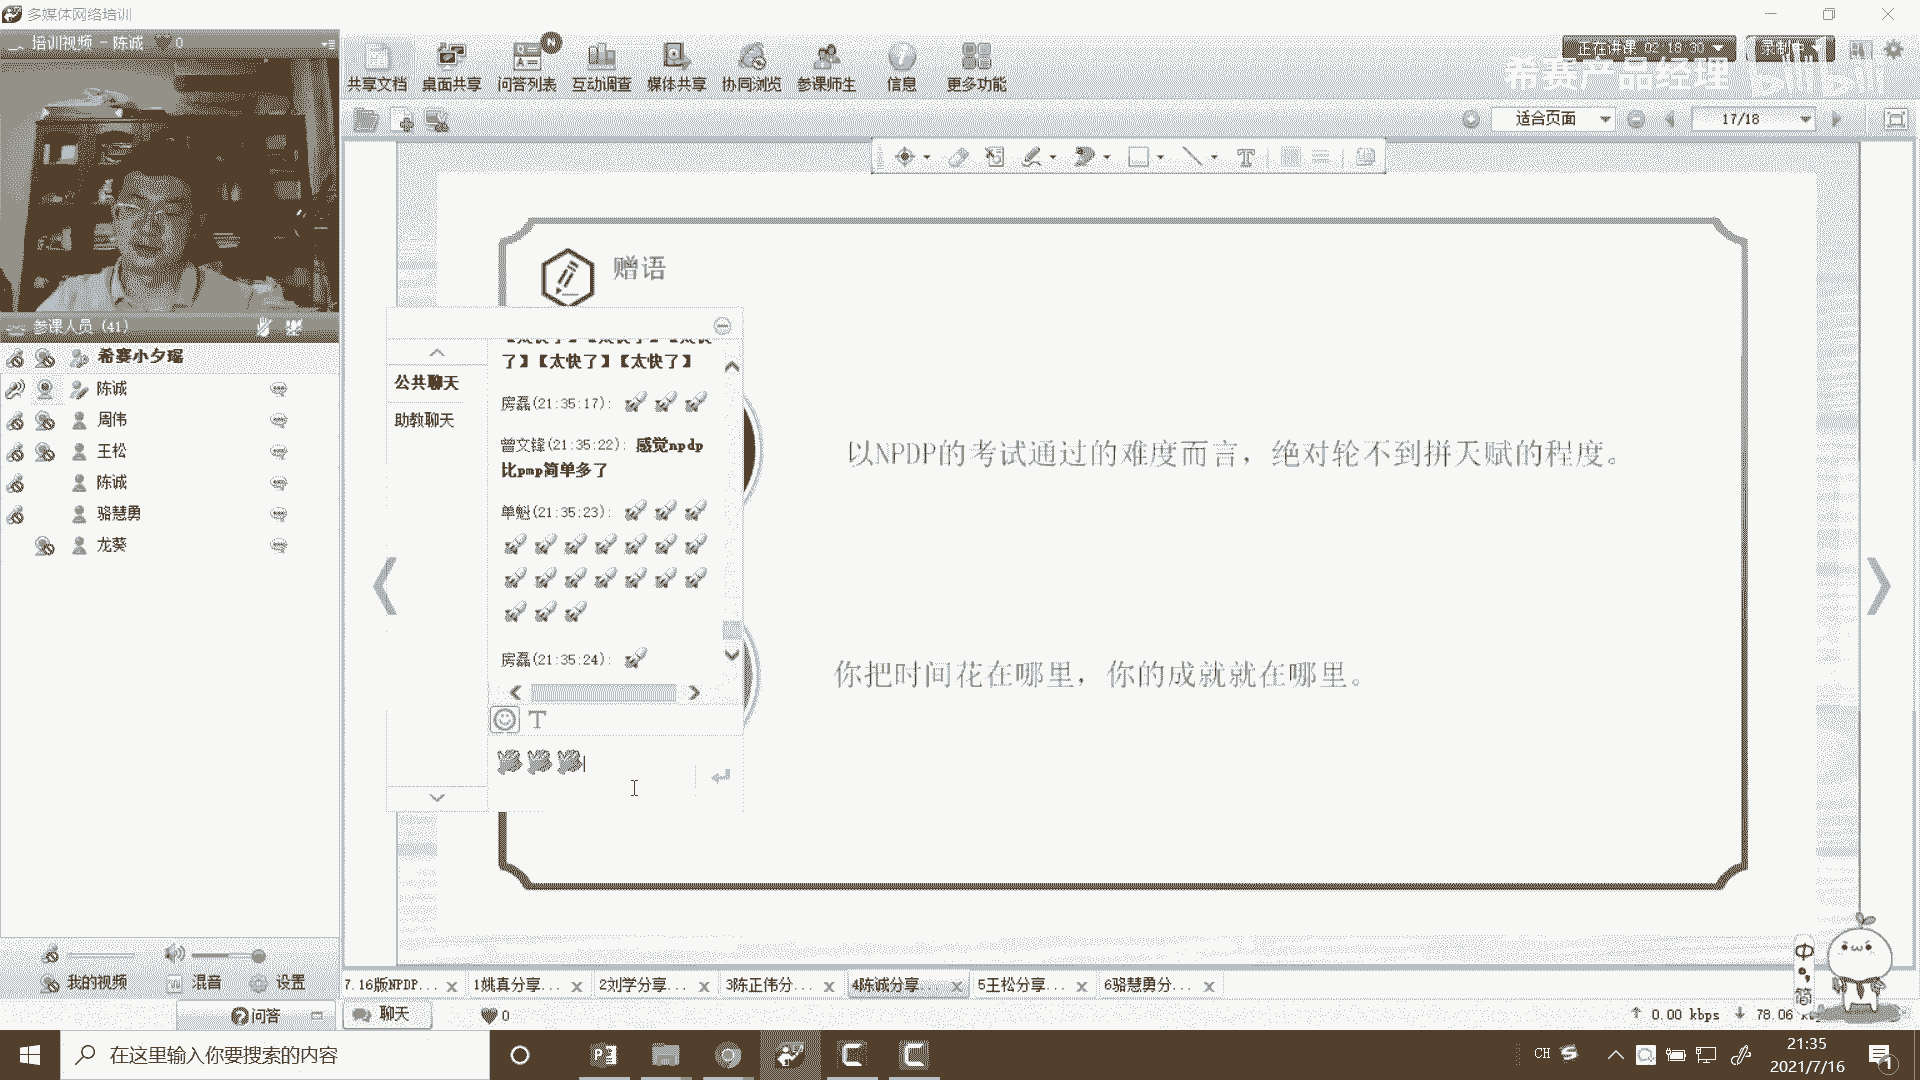 多媒体网络培训
培训视频 - 陈诚 0
共享文档 桌面共享 问答列表 互动调查 媒体共享 协同浏览 参课师生 信息 更多功能
N
正在讲课 02:18:30
希赛产品经理 bilibili
适合页面 17/18
赠语
以NPDP的考试通过的难度而言，绝对轮不到拼天赋的程度。
你把时间花在哪里，你的成就就在哪里。
参课人员 (41)
希赛小夕瑶
陈诚
周伟
王松
陈诚
骆慧勇
龙葵
公共聊天
助教聊天
了】【太快了】【太快了】
房磊(21:35:17):
曾文锋(21:35:22): 感觉npdp
比pmp简单多了
单魁(21:35:23):
房磊(21:35:24):
我的视频 混音 设置
7.16版NPDP... 1姚真分享... 2刘学分享... 3陈正伟分... 4陈诚分享... 5王松分享... 6骆慧勇分...
问答 聊天 0
0.00 kbps 78.06
中
简
在这里输入你要搜索的内容
CH
21:35
2021/7/16
1